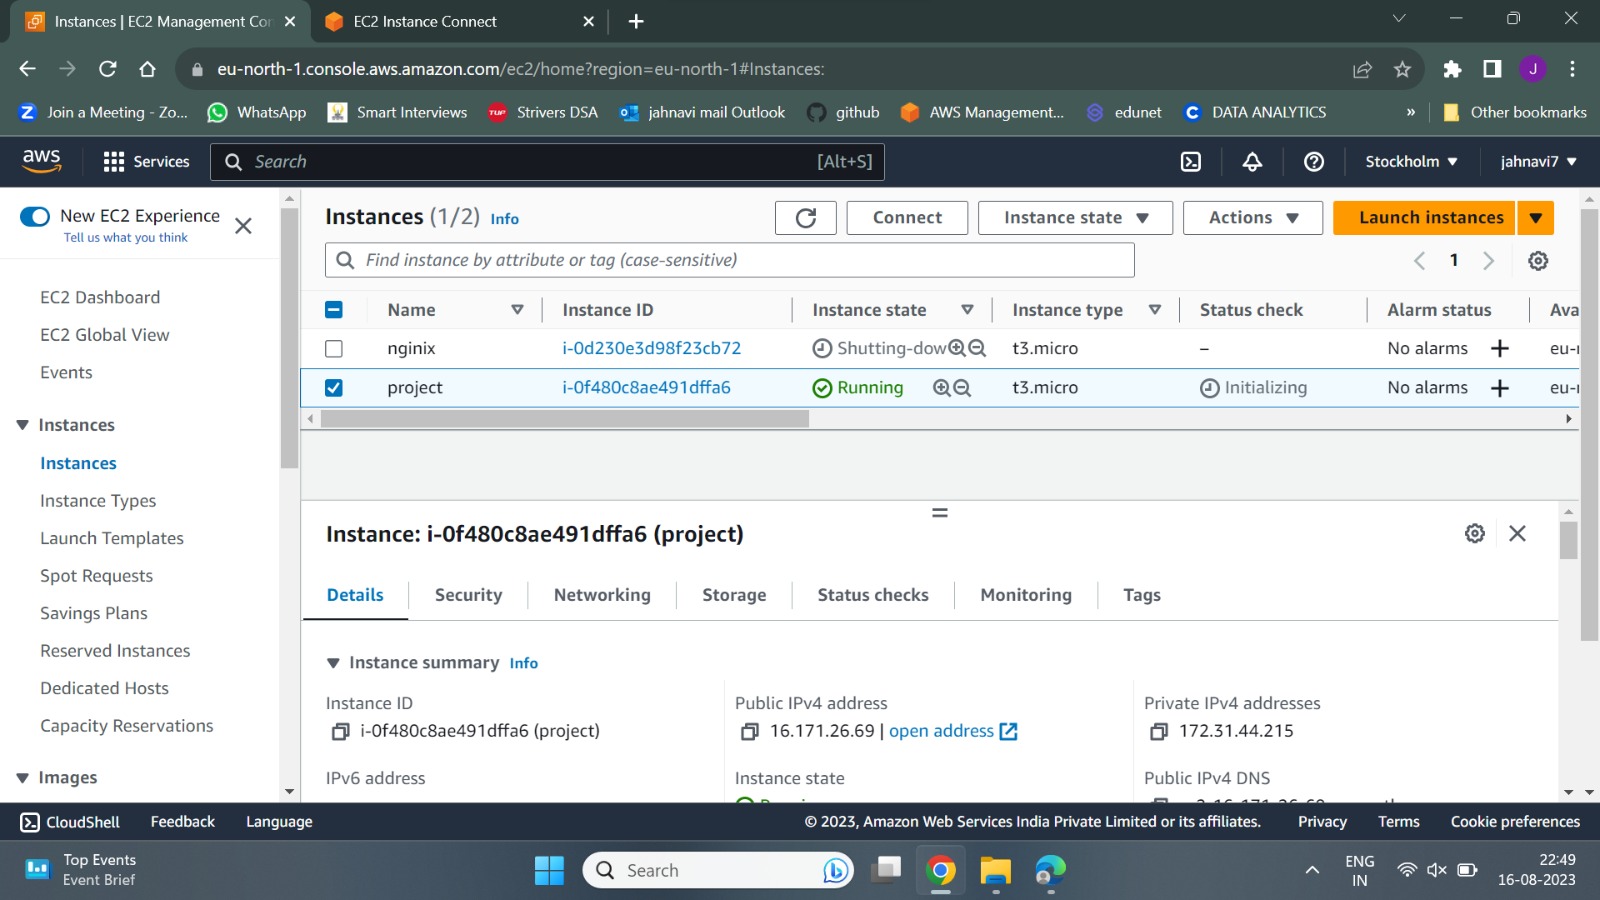 Instances | EC2 Management Con
EC2 Instance Connect
eu-north-1.console.aws.amazon.com/ec2/home?region=eu-north-1#Instances:
J
Join a Meeting - Zo...
WhatsApp
Smart Interviews
Strivers DSA
jahnavi mail Outlook
github
AWS Management...
edunet
DATA ANALYTICS
»
Other bookmarks
aws
Services
Search
[Alt+S]
Stockholm
jahnavi7
New EC2 Experience
Tell us what you think
EC2 Dashboard
EC2 Global View
Events
Instances
Instances
Instance Types
Launch Templates
Spot Requests
Savings Plans
Reserved Instances
Dedicated Hosts
Capacity Reservations
Images
Instances (1/2) Info
Connect
Instance state
Actions
Launch instances
Find instance by attribute or tag (case-sensitive)
1
Name Instance ID Instance state Instance type Status check Alarm status Ava
nginix i-0d230e3d98f23cb72 Shutting-dow t3.micro – No alarms + eu-
project i-0f480c8ae491dffa6 Running t3.micro Initializing No alarms + eu-
Instance: i-0f480c8ae491dffa6 (project)
Details
Security
Networking
Storage
Status checks
Monitoring
Tags
Instance summary Info
Instance ID
i-0f480c8ae491dffa6 (project)
Public IPv4 address
16.171.26.69 | open address
Private IPv4 addresses
172.31.44.215
IPv6 address
Instance state
Public IPv4 DNS
CloudShell
Feedback
Language
© 2023, Amazon Web Services India Private Limited or its affiliates.
Privacy
Terms
Cookie preferences
Top Events
Event Brief
Search
ENG
IN
22:49
16-08-2023